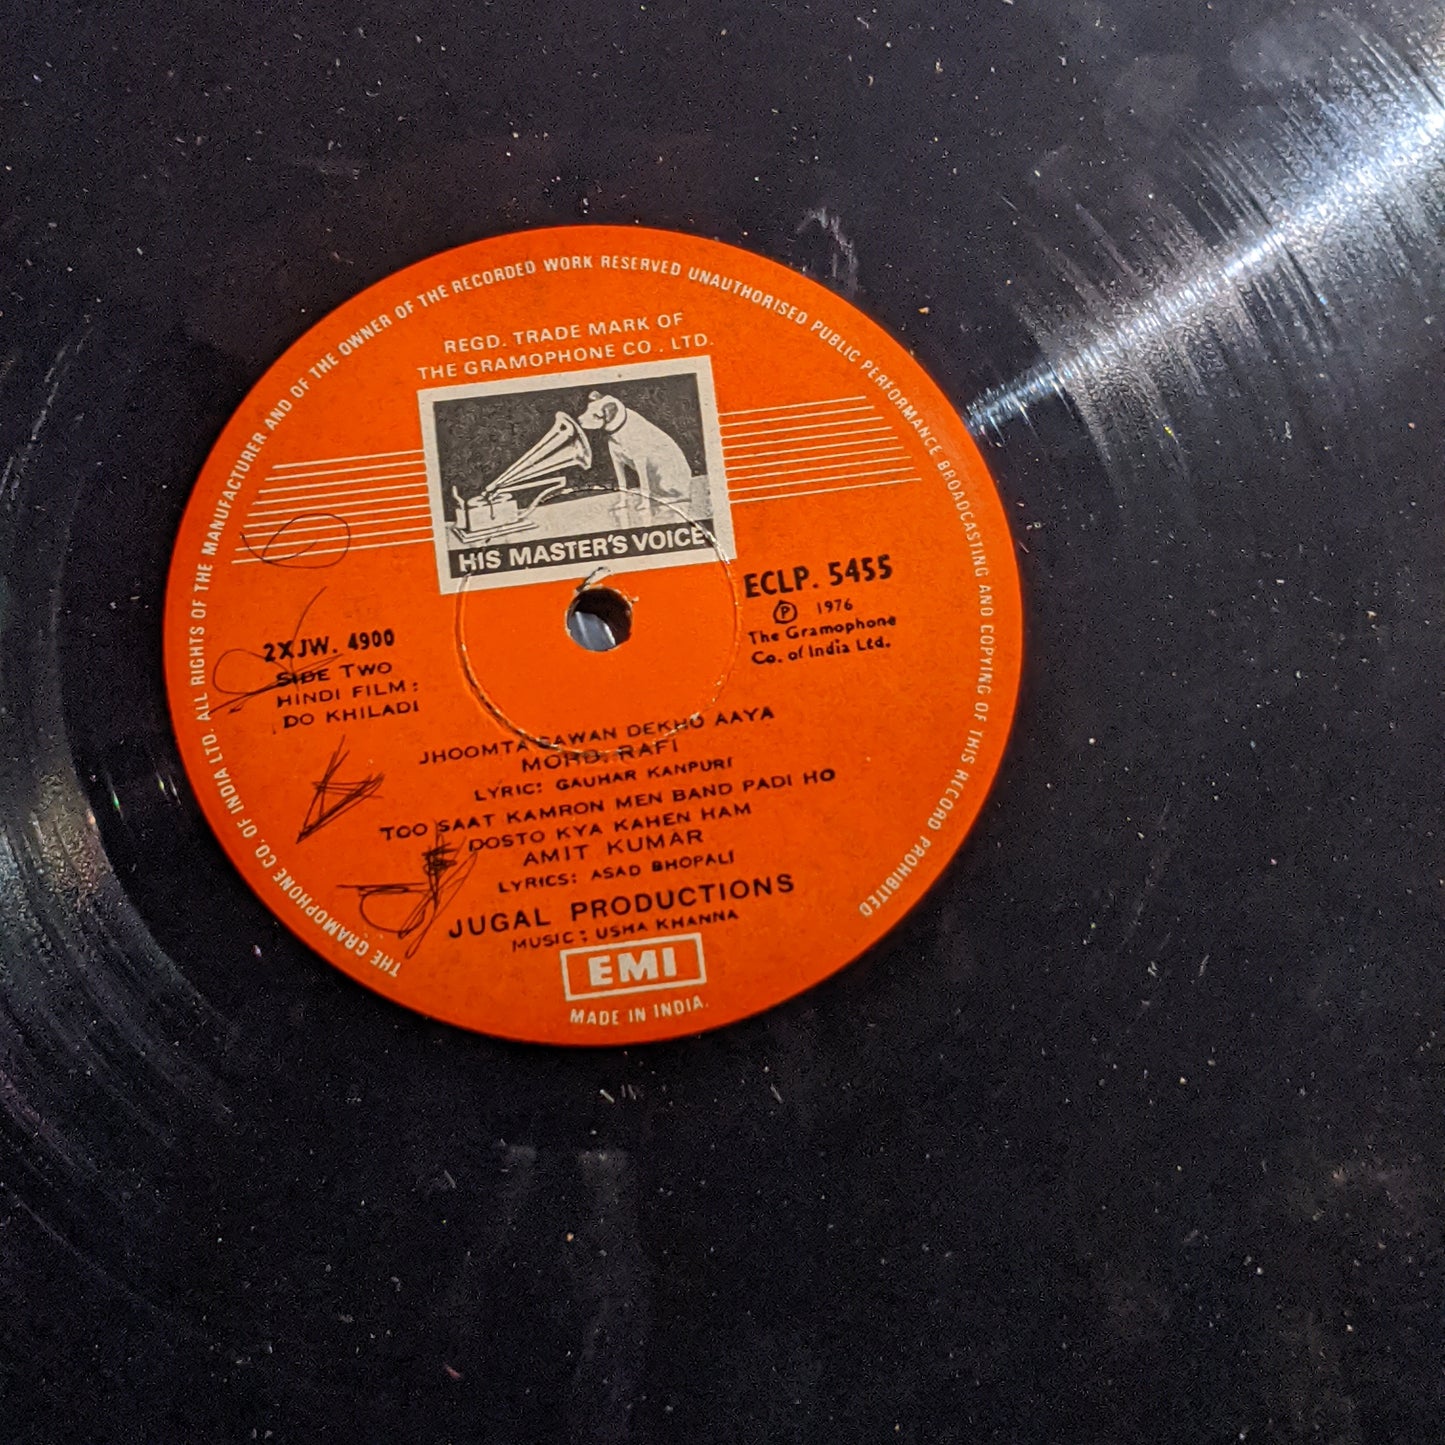 THE GRAMOPHONE CO. OF INDIA LTD. ALL RIGHTS OF THE MANUFACTURER AND OF THE OWNER OF THE RECORDED WORK RESERVED UNAUTHORISED PUBLIC PERFORMANCE BROADCASTING AND COPYING OF THIS RECORD PROHIBITED
REGD. TRADE MARK OF
THE GRAMOPHONE CO. LTD.
HIS MASTER'S VOICE
ECLP. 5455
Ⓟ 1976
The Gramophone
Co. of India Ltd.
2XJW. 4900
SIDE TWO
HINDI FILM:
DO KHILADI
JHOOMTA SAWAN DEKHO AAYA
MOHD. RAFI
LYRIC: GAUHAR KANPURI
TOO SAAT KAMRON MEN BAND PADI HO
DOSTO KYA KAHEN HAM
AMIT KUMAR
LYRICS: ASAD BHOPALI
JUGAL PRODUCTIONS
MUSIC: USHA KHANNA
EMI
MADE IN INDIA.